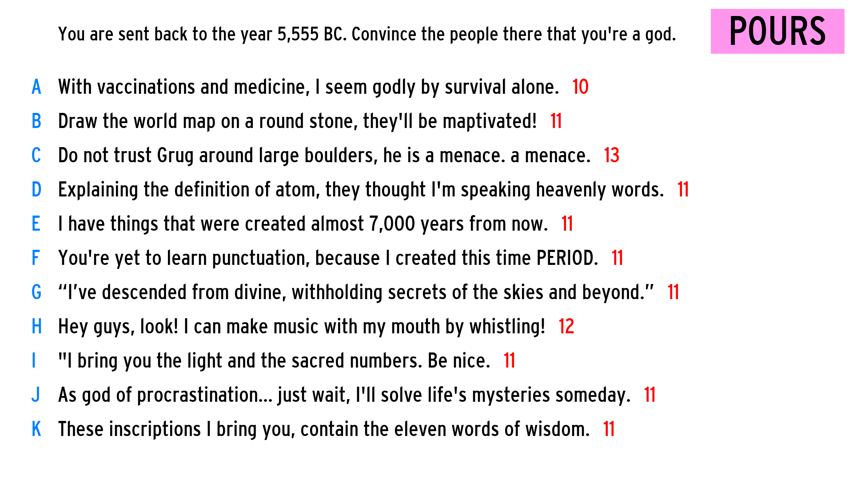 You are sent back to the year 5,555 BC. Convince the people there that you're a god.
POURS
A With vaccinations and medicine, I seem godly by survival alone. 10
B Draw the world map on a round stone, they'll be maptivated! 11
C Do not trust Grug around large boulders, he is a menace. a menace. 13
D Explaining the definition of atom, they thought I'm speaking heavenly words. 11
E I have things that were created almost 7,000 years from now. 11
F You're yet to learn punctuation, because I created this time PERIOD. 11
G “I’ve descended from divine, withholding secrets of the skies and beyond.” 11
H Hey guys, look! I can make music with my mouth by whistling! 12
I "I bring you the light and the sacred numbers. Be nice. 11
J As god of procrastination... just wait, I'll solve life's mysteries someday. 11
K These inscriptions I bring you, contain the eleven words of wisdom. 11